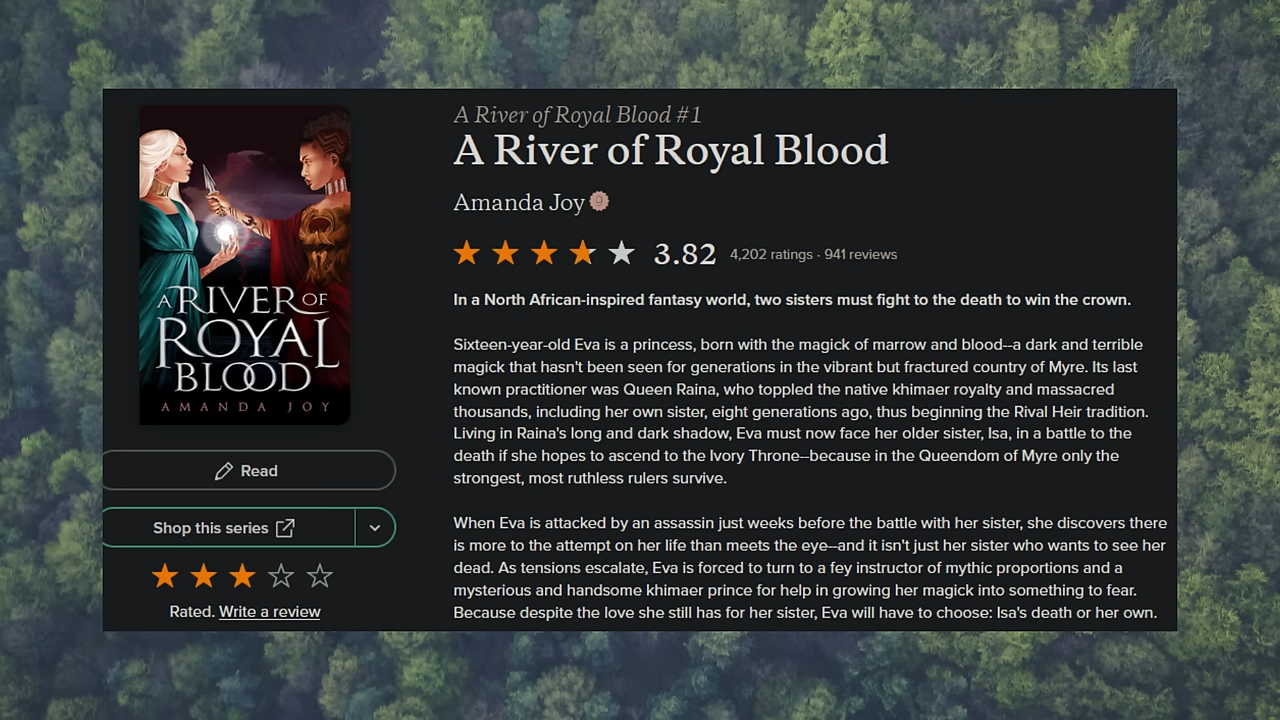 A RIVER OF
ROYAL
BLOOD
AMANDA JOY
Read
Shop this series
Rated. Write a review
A River of Royal Blood #1
A River of Royal Blood
Amanda Joy
3.82 4,202 ratings · 941 reviews
In a North African-inspired fantasy world, two sisters must fight to the death to win the crown.
Sixteen-year-old Eva is a princess, born with the magick of marrow and blood--a dark and terrible
magick that hasn't been seen for generations in the vibrant but fractured country of Myre. Its last
known practitioner was Queen Raina, who toppled the native khimaer royalty and massacred
thousands, including her own sister, eight generations ago, thus beginning the Rival Heir tradition.
Living in Raina's long and dark shadow, Eva must now face her older sister, Isa, in a battle to the
death if she hopes to ascend to the Ivory Throne--because in the Queendom of Myre only the
strongest, most ruthless rulers survive.
When Eva is attacked by an assassin just weeks before the battle with her sister, she discovers there
is more to the attempt on her life than meets the eye--and it isn't just her sister who wants to see her
dead. As tensions escalate, Eva is forced to turn to a fey instructor of mythic proportions and a
mysterious and handsome khimaer prince for help in growing her magick into something to fear.
Because despite the love she still has for her sister, Eva will have to choose: Isa's death or her own.